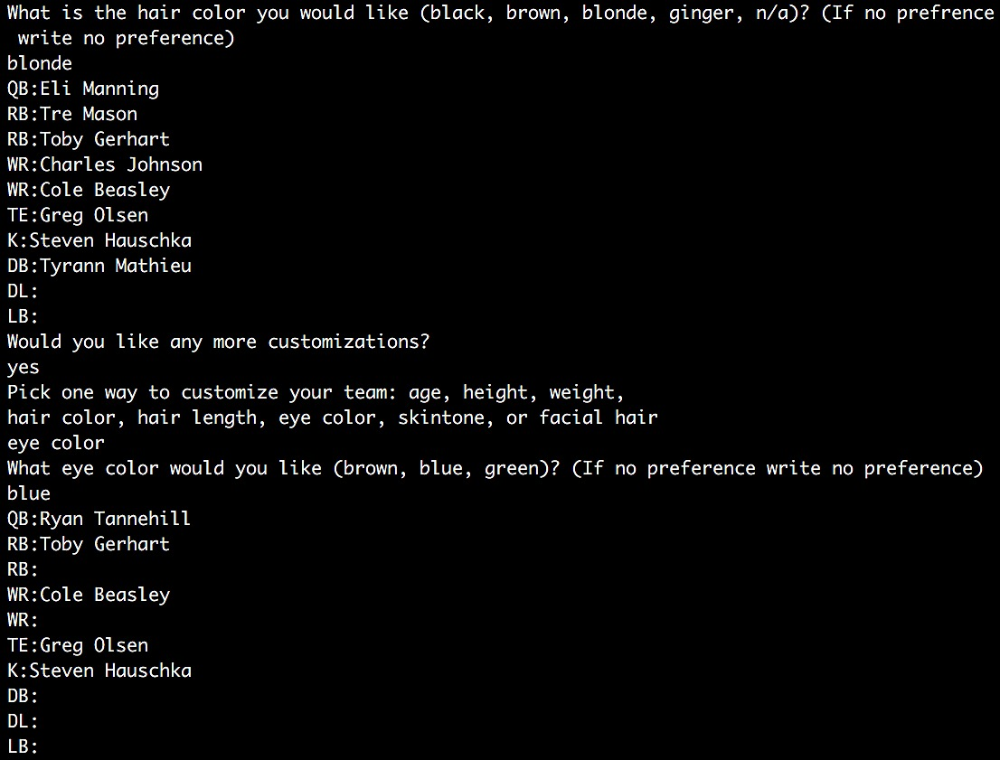 What is the hair color you would like (black, brown, blonde, ginger, n/a)? (If no prefrence
write no preference)
blonde
QB:Eli Manning
RB:Tre Mason
RB:Toby Gerhart
WR:Charles Johnson
WR:Cole Beasley
TE:Greg Olsen
K:Steven Hauschka
DB:Tyrann Mathieu
DL:
LB:
Would you like any more customizations?
yes
Pick one way to customize your team: age, height, weight,
hair color, hair length, eye color, skintone, or facial hair
eye color
What eye color would you like (brown, blue, green)? (If no preference write no preference)
blue
QB:Ryan Tannehill
RB:Toby Gerhart
RB:
WR:Cole Beasley
WR:
TE:Greg Olsen
K:Steven Hauschka
DB:
DL:
LB: